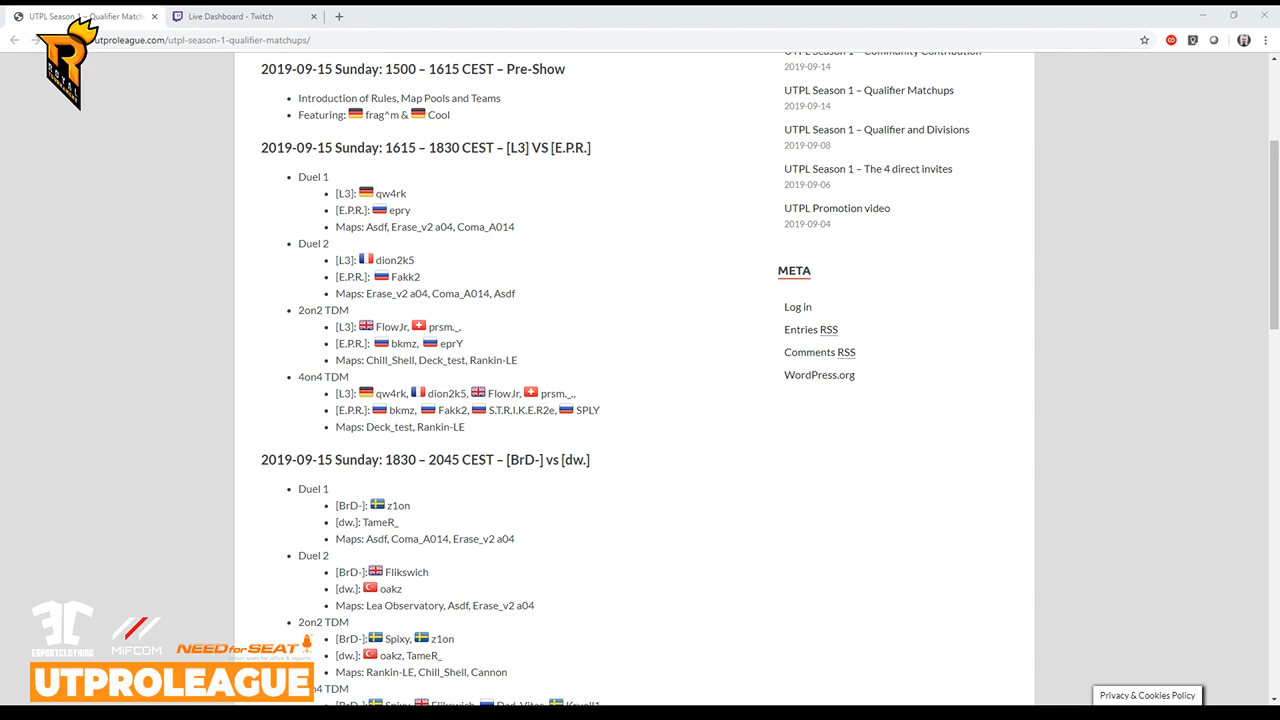 UTPL Season 1 – Qualifier Match
Live Dashboard - Twitch
utproleague.com/utpl-season-1-qualifier-matchups/
ROYAL
2019-09-15 Sunday: 1500 – 1615 CEST – Pre-Show
Introduction of Rules, Map Pools and Teams
Featuring: frag^m & Cool
2019-09-15 Sunday: 1615 – 1830 CEST – [L3] VS [E.P.R.]
Duel 1
[L3]: qw4rk
[E.P.R.]: epry
Maps: Asdf, Erase_v2 a04, Coma_A014
Duel 2
[L3]: dion2k5
[E.P.R.]: Fakk2
Maps: Erase_v2 a04, Coma_A014, Asdf
2on2 TDM
[L3]: FlowJr, prsm._.
[E.P.R.]: bkmz, eprY
Maps: Chill_Shell, Deck_test, Rankin-LE
4on4 TDM
[L3]: qw4rk, dion2k5, FlowJr, prsm._.,
[E.P.R.]: bkmz, Fakk2, S.T.R.I.K.E.R2e, SPLY
Maps: Deck_test, Rankin-LE
2019-09-15 Sunday: 1830 – 2045 CEST – [BrD-] vs [dw.]
Duel 1
[BrD-]: z1on
[dw.]: TameR_
Maps: Asdf, Coma_A014, Erase_v2 a04
Duel 2
[BrD-]: Flikswich
[dw.]: oakz
Maps: Lea Observatory, Asdf, Erase_v2 a04
2on2 TDM
[BrD-]: Spixy, z1on
[dw.]: oakz, TameR_
Maps: Rankin-LE, Chill_Shell, Cannon
n4 TDM
UTPL Season 1 – Community Contribution
2019-09-14
UTPL Season 1 – Qualifier Matchups
2019-09-14
UTPL Season 1 – Qualifier and Divisions
2019-09-08
UTPL Season 1 – The 4 direct invites
2019-09-06
UTPL Promotion video
2019-09-04
META
Log in
Entries RSS
Comments RSS
WordPress.org
ESPORTCLOTHING
MIFCOM
NEED for SEAT
UTPROLEAGUE
Privacy & Cookies Policy